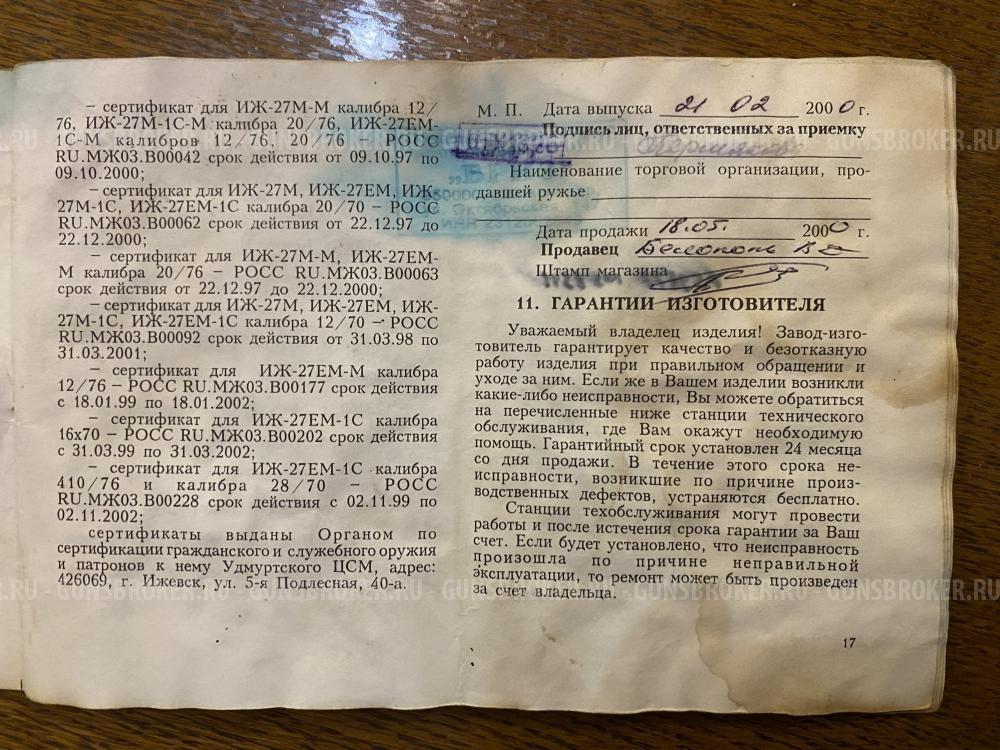 – сертификат для ИЖ-27М-М калибра 12/
76, ИЖ-27М-1С-М калибра 20/76, ИЖ-27ЕМ-
1С-М калибров 12/76, 20/76 – РОСС
RU.МЖ03.В00042 срок действия от 09.10.97 по
09.10.2000;
– сертификат для ИЖ-27М, ИЖ-27ЕМ, ИЖ-
27М-1С, ИЖ-27ЕМ-1С калибра 20/70 – РОСС
RU.МЖ03.В00062 срок действия от 22.12.97 до
22.12.2000;
– сертификат для ИЖ-27М-М, ИЖ-27ЕМ-
М калибра 20/76 – РОСС RU.МЖ03.В00063
срок действия от 22.12.97 до 22.12.2000;
– сертификат для ИЖ-27М, ИЖ-27ЕМ, ИЖ-
27М-1С, ИЖ-27ЕМ-1С калибра 12/70 – РОСС
RU.МЖ03.В00092 срок действия от 31.03.98 по
31.03.2001;
– сертификат для ИЖ-27ЕМ-М калибра
12/76 – РОСС RU.МЖ03.В00177 срок действия
с 18.01.99 по 18.01.2002;
– сертификат для ИЖ-27ЕМ-1С калибра
16х70 – РОСС RU.МЖ03.В00202 срок действия
с 31.03.99 по 31.03.2002;
– сертификат для ИЖ-27ЕМ-1С калибра
410/76 и калибра 28/70 – РОСС
RU.МЖ03.В00228 срок действия с 02.11.99 по
02.11.2002;
сертификаты выданы Органом по
сертификации гражданского и служебного оружия
и патронов к нему Удмуртского ЦСМ, адрес:
426069, г. Ижевск, ул. 5-я Подлесная, 40-а.
М. П. Дата выпуска 21 02 2000 г.
Подпись лиц, ответственных за приемку
Наименование торговой организации, про-
давшей ружье
Октябрьская
ИНН
Дата продажи 18.05. 2000 г.
Продавец
Штамп магазина
11. ГАРАНТИИ ИЗГОТОВИТЕЛЯ
Уважаемый владелец изделия! Завод-изго-
товитель гарантирует качество и безотказную
работу изделия при правильном обращении и
уходе за ним. Если же в Вашем изделии возникли
какие-либо неисправности, Вы можете обратиться
на перечисленные ниже станции технического
обслуживания, где Вам окажут необходимую
помощь. Гарантийный срок установлен 24 месяца
со дня продажи. В течение этого срока не-
исправности, возникшие по причине произ-
водственных дефектов, устраняются бесплатно.
Станции техобслуживания могут провести
работы и после истечения срока гарантии за Ваш
счет. Если будет установлено, что неисправность
произошла по причине неправильной
эксплуатации, то ремонт может быть произведен
за счет владельца.
17
GUNSBROKER.RU